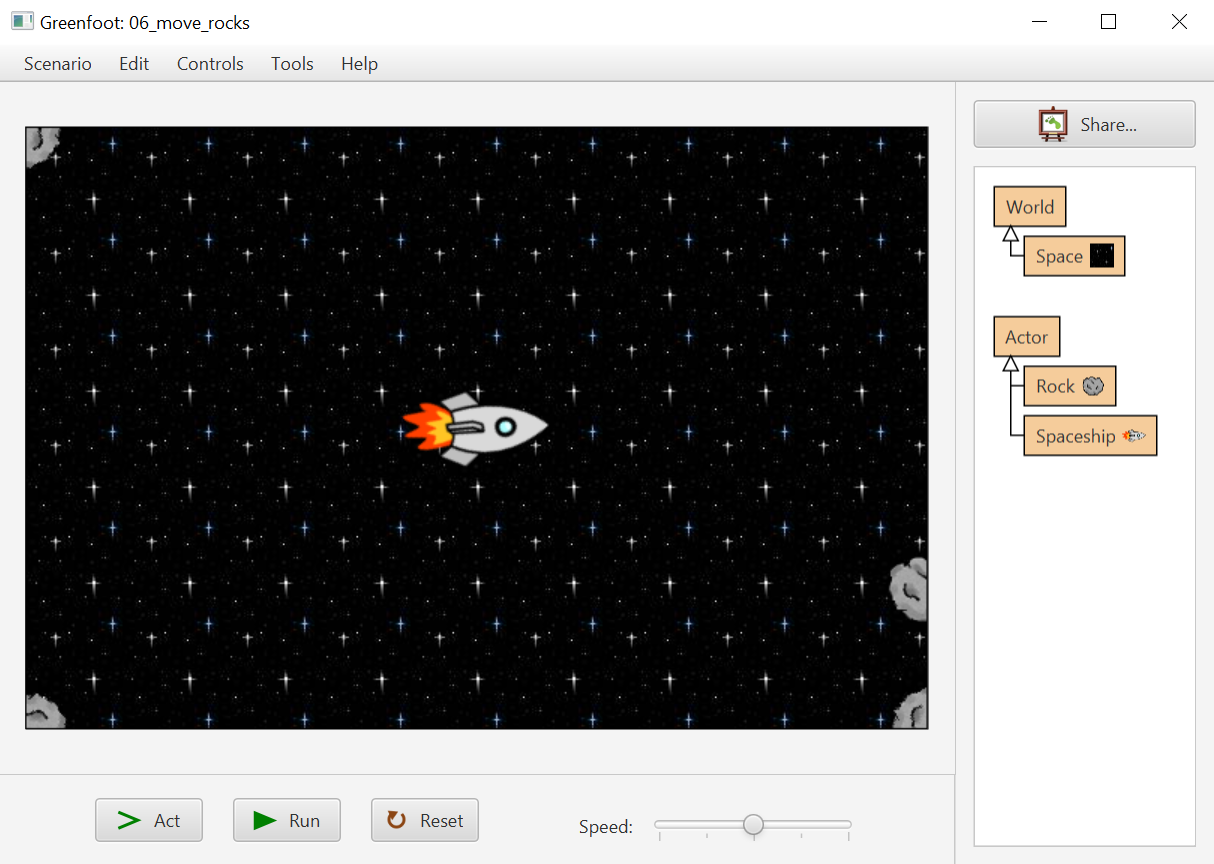 Greenfoot: 06_move_rocks
Scenario Edit Controls Tools Help
Share...
World
Space
Actor
Rock
Spaceship
Act Run Reset Speed: